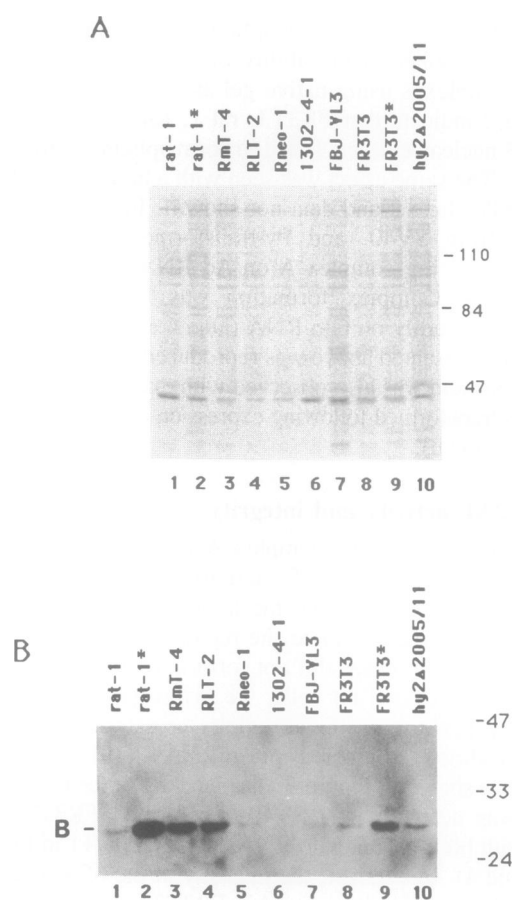 A
rat-1
rat-1*
RmT-4
RLT-2
Rneo-1
1302-4-1
FBJ-YL3
FR3T3
FR3T3*
hy2Δ2005/11
- 110
- 84
- 47
1 2 3 4 5 6 7 8 9 10
B
rat-1
rat-1*
RmT-4
RLT-2
Rneo-1
1302-4-1
FBJ-YL3
FR3T3
FR3T3*
hy2Δ2005/11
-47
-33
B -
-24
1 2 3 4 5 6 7 8 9 10